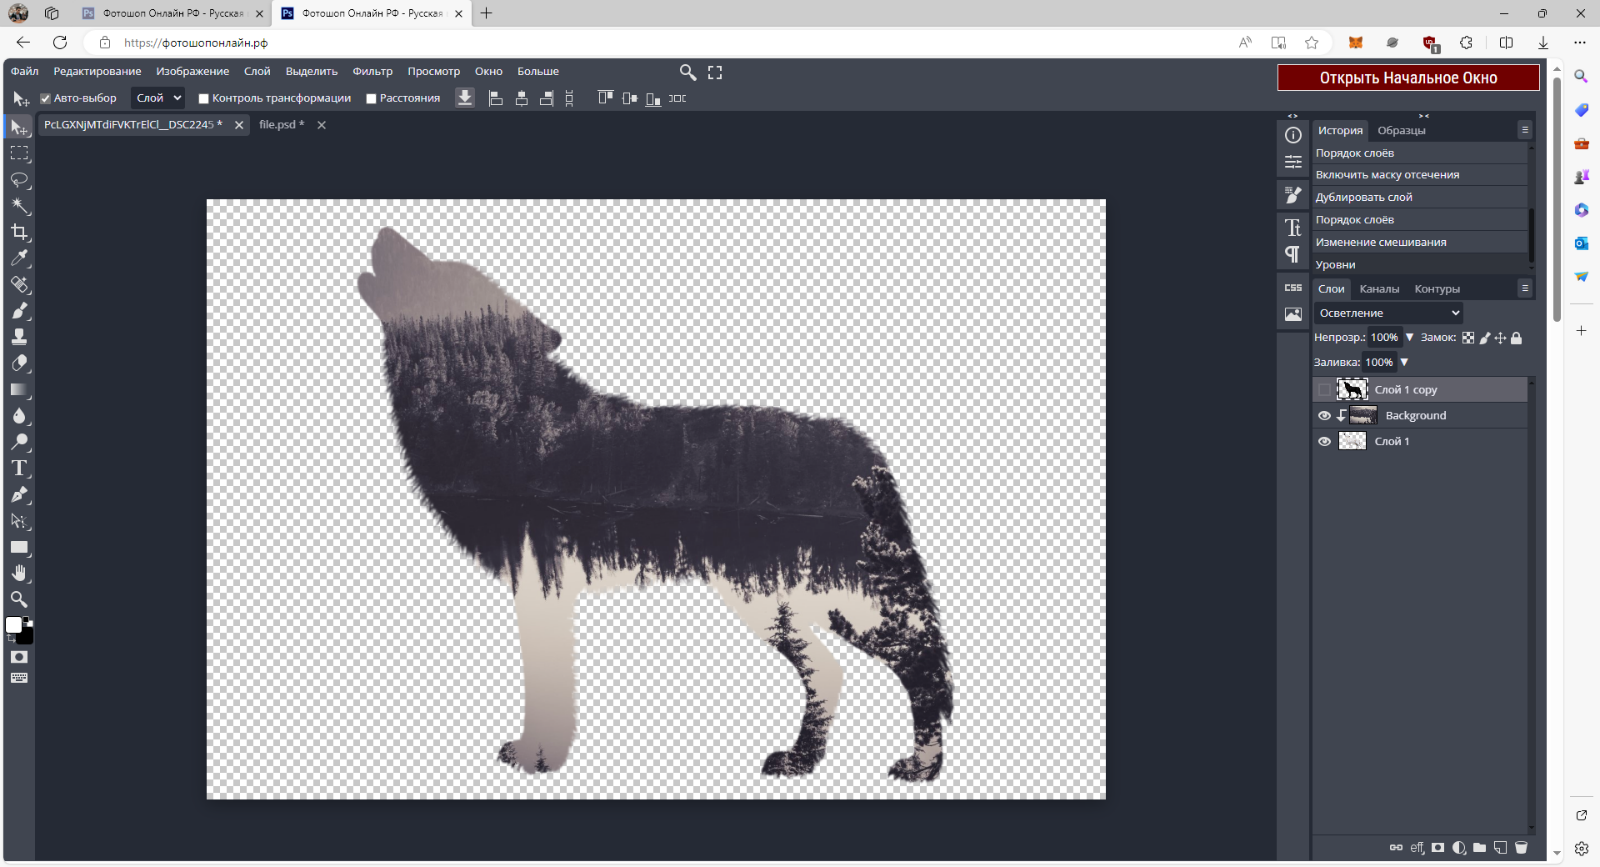 Фотошоп Онлайн РФ - Русская
Фотошоп Онлайн РФ - Русская
https://фотошопонлайн.рф
Файл Редактирование Изображение Слой Выделить Фильтр Просмотр Окно Больше
Открыть Начальное Окно
Авто-выбор Слой Контроль трансформации Расстояния
PcLGXNjMTdiFVKTrElCl__DSC2245 * file.psd *
История Образцы
Порядок слоёв
Включить маску отсечения
Дублировать слой
Порядок слоёв
Изменение смешивания
Уровни
CSS
Слои Каналы Контуры
Осветление
Непрозр.: 100% Замок:
Заливка: 100%
Слой 1 copy
Background
Слой 1
eff